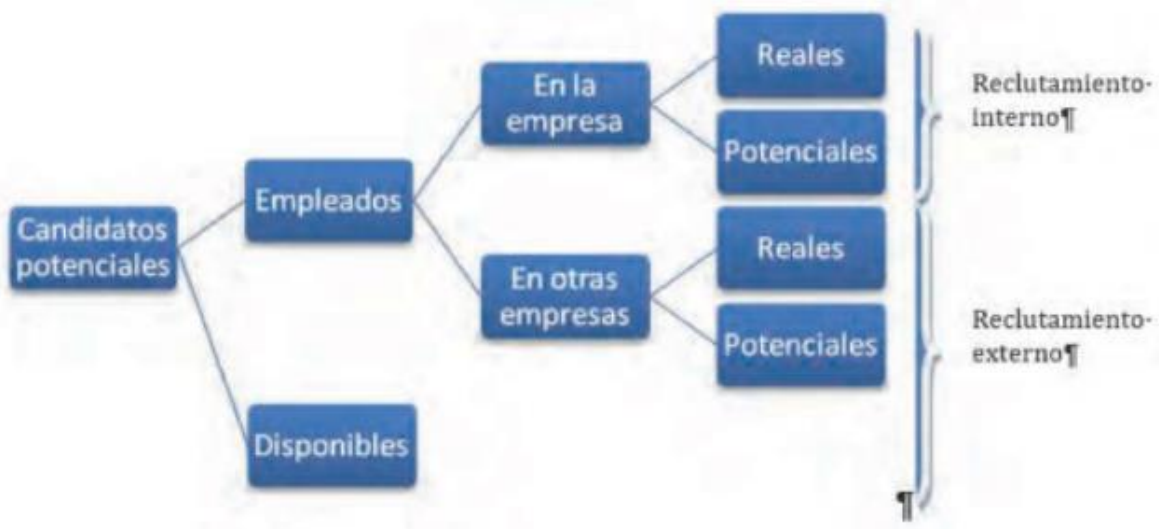 Candidatos
potenciales
Empleados
Disponibles
En la
empresa
En otras
empresas
Reales
Potenciales
Reales
Potenciales
Reclutamiento-
interno¶
Reclutamiento-
externo¶
¶